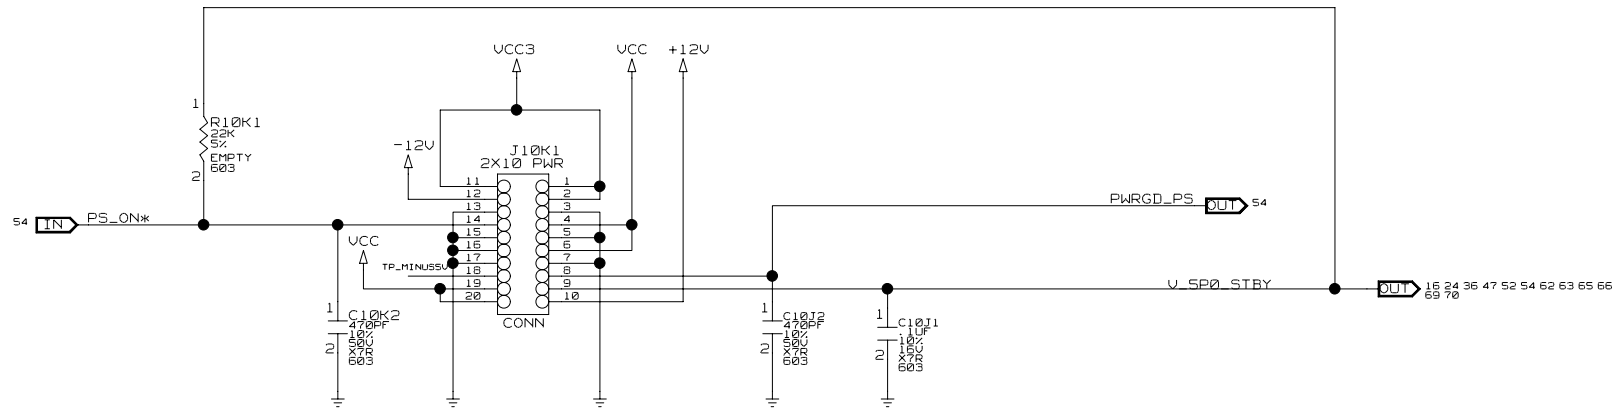 VCC3
VCC
+12V
1
R10K1
22K
5%
EMPTY
603
2
-12V
J10K1
2X10 PWR
11
12
13
14
15
16
17
18
19
20
1
2
3
4
5
6
7
8
9
10
CONN
54
IN
PS_ON*
VCC
TP_MINUS5V
PWRGD_PS
OUT
54
V_5P0_STBY
OUT
16 24 36 47 52 54 62 63 65 66
69 70
1
C10K2
470PF
10%
50V
X7R
603
2
1
C10J2
470PF
10%
50V
X7R
603
2
1
C10J1
.1UF
10%
16V
X7R
603
2